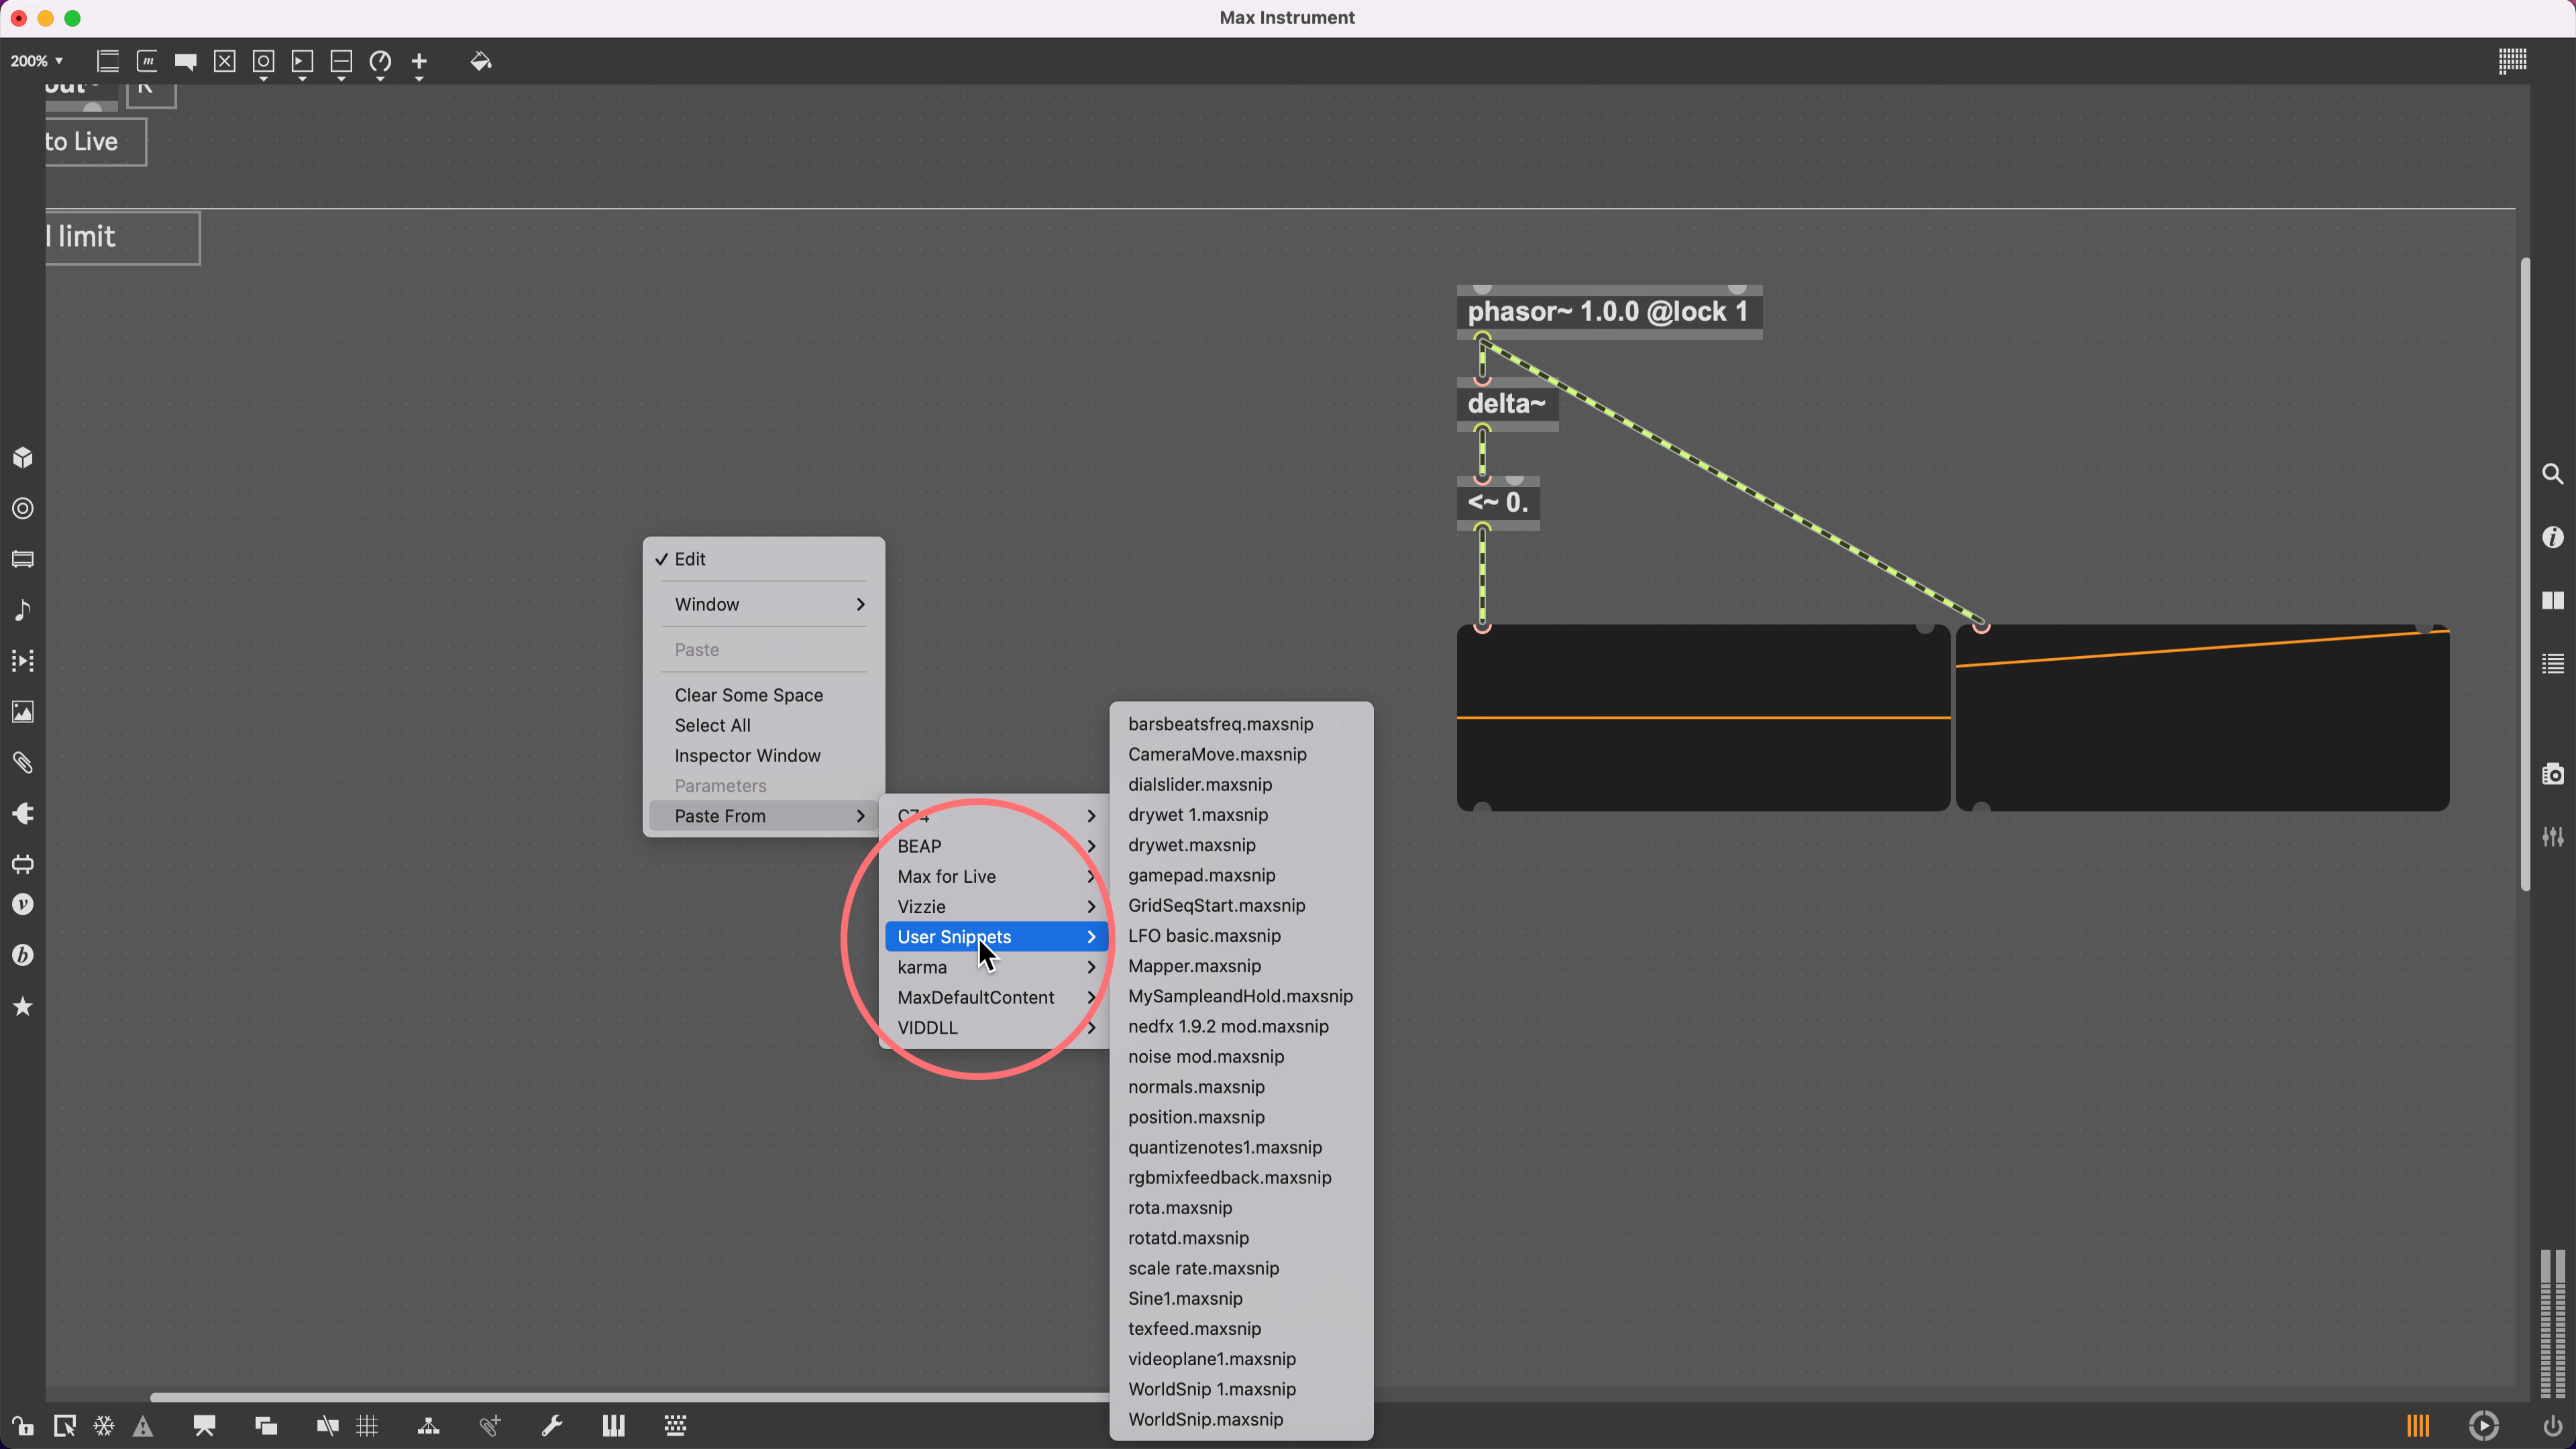 Max Instrument
200%
m
R
to Live
l limit
phasor~ 1.0.0 @lock 1
delta~
<~ 0.
Edit
Window
Paste
Clear Some Space
Select All
Inspector Window
Parameters
Paste From
C74
BEAP
Max for Live
Vizzie
User Snippets
karma
MaxDefaultContent
VIDDLL
barsbeatsfreq.maxsnip
CameraMove.maxsnip
dialslider.maxsnip
drywet 1.maxsnip
drywet.maxsnip
gamepad.maxsnip
GridSeqStart.maxsnip
LFO basic.maxsnip
Mapper.maxsnip
MySampleandHold.maxsnip
nedfx 1.9.2 mod.maxsnip
noise mod.maxsnip
normals.maxsnip
position.maxsnip
quantizenotes1.maxsnip
rgbmixfeedback.maxsnip
rota.maxsnip
rotatd.maxsnip
scale rate.maxsnip
Sine1.maxsnip
texfeed.maxsnip
videoplane1.maxsnip
WorldSnip 1.maxsnip
WorldSnip.maxsnip